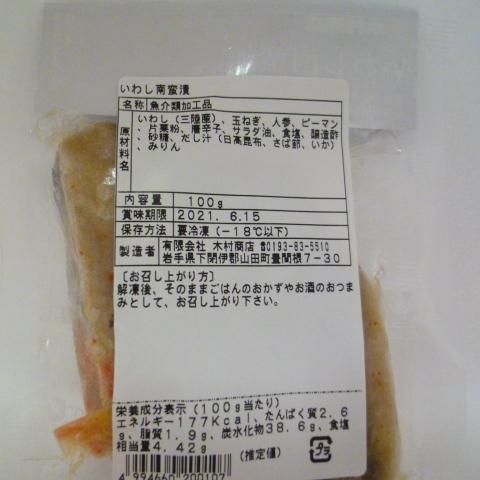 いわし南蛮漬
名称 魚介類加工品
原材料名 いわし(三陸産)、玉ねぎ、人参、ピーマン
、片栗粉、唐辛子、サラダ油、食塩、醸造酢
、砂糖、だし汁(日高昆布、さば節、いか)
、みりん
内容量 100g
賞味期限 2021. 6.15
保存方法 要冷凍(-18℃以下)
製造者 有限会社 木村商店 ☎0193-83-5510
岩手県下閉伊郡山田町豊間根7-30
[お召し上がり方]
解凍後、そのままごはんのおかずやお酒のおつま
みとして、お召し上がり下さい。
栄養成分表示(100g当たり)
エネルギー177Kcal、たんぱく質2.6
g、脂質1.9g、炭水化物38.6g、食塩
相当量4.42g (推定値)
プラ
4994660200107